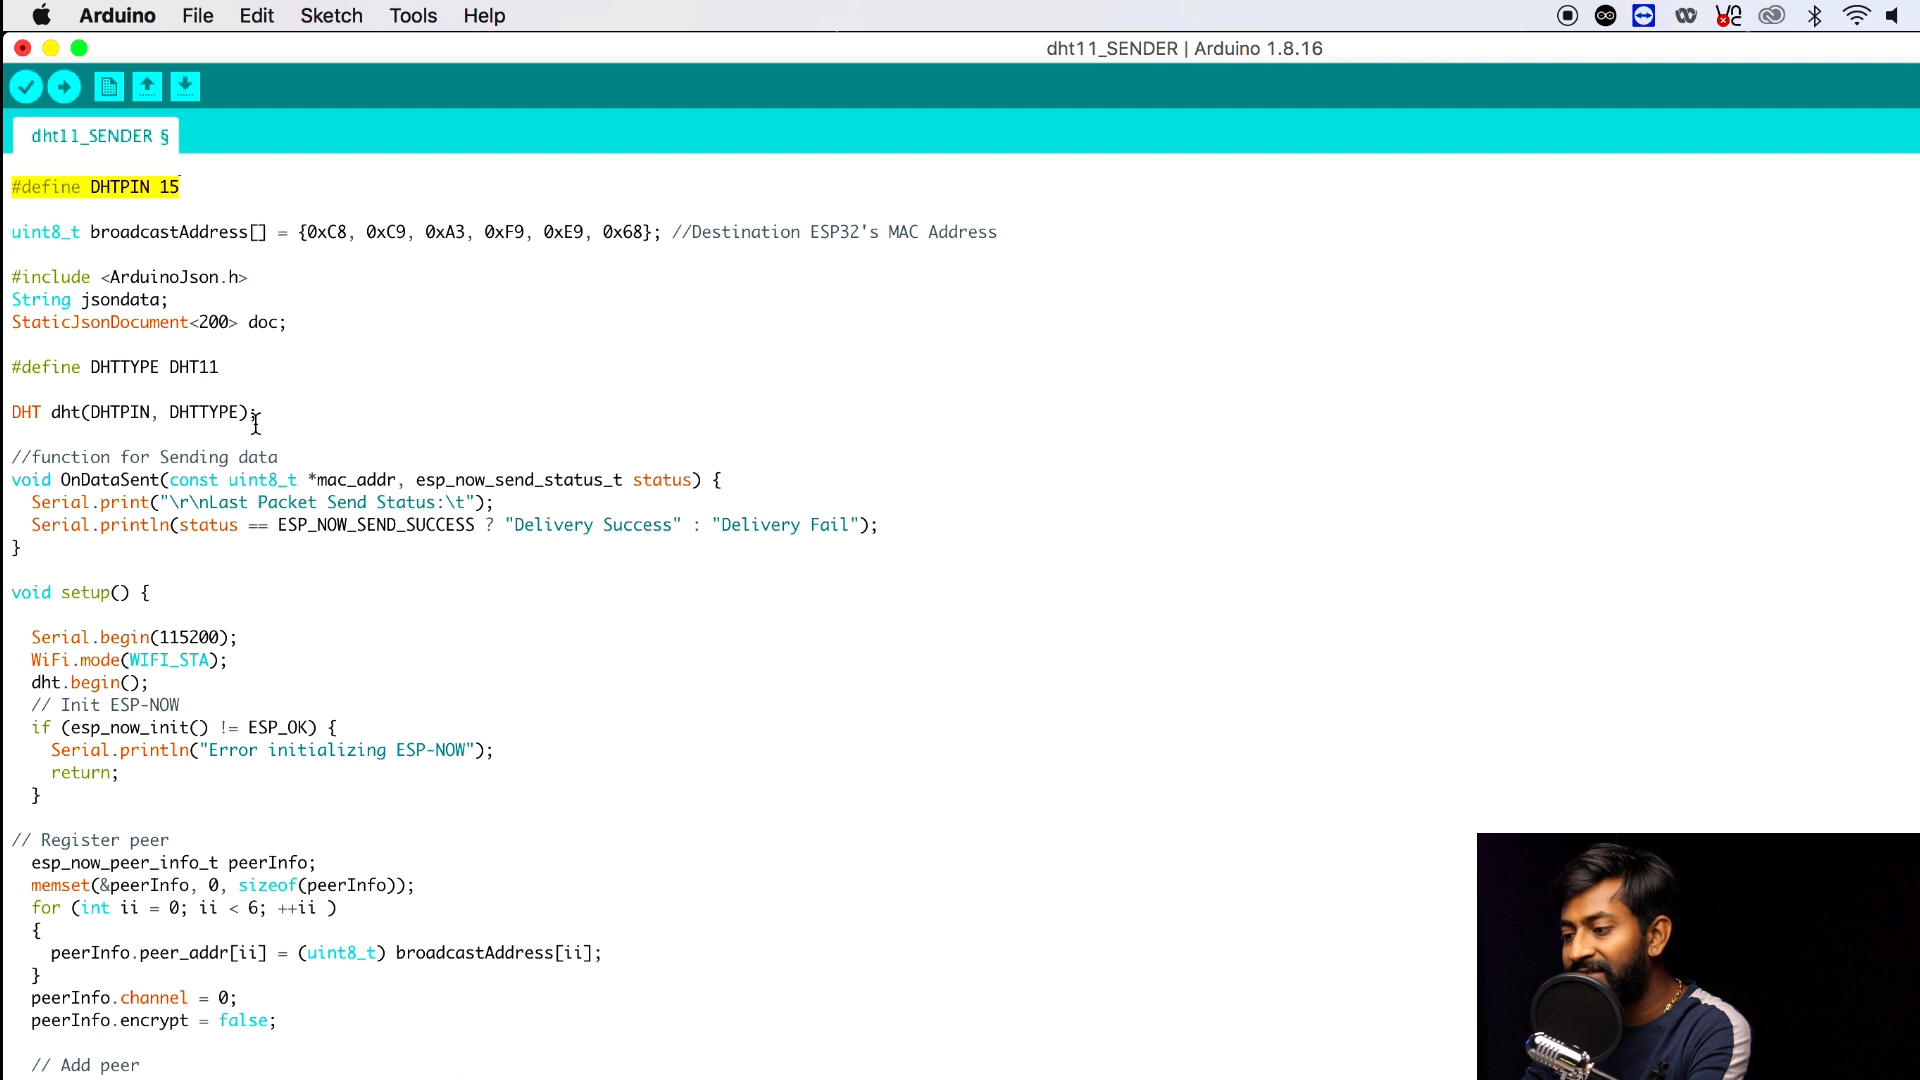 Arduino File Edit Sketch Tools Help
dht11_SENDER | Arduino 1.8.16
dht11_SENDER §
#define DHTPIN 15
uint8_t broadcastAddress[] = {0xC8, 0xC9, 0xA3, 0xF9, 0xE9, 0x68}; //Destination ESP32's MAC Address
#include <ArduinoJson.h>
String jsondata;
StaticJsonDocument<200> doc;
#define DHTTYPE DHT11
DHT dht(DHTPIN, DHTTYPE);
//function for Sending data
void OnDataSent(const uint8_t *mac_addr, esp_now_send_status_t status) {
Serial.print("\r\nLast Packet Send Status:\t");
Serial.println(status == ESP_NOW_SEND_SUCCESS ? "Delivery Success" : "Delivery Fail");
}
void setup() {
Serial.begin(115200);
WiFi.mode(WIFI_STA);
dht.begin();
// Init ESP-NOW
if (esp_now_init() != ESP_OK) {
Serial.println("Error initializing ESP-NOW");
return;
}
// Register peer
esp_now_peer_info_t peerInfo;
memset(&peerInfo, 0, sizeof(peerInfo));
for (int ii = 0; ii < 6; ++ii )
{
peerInfo.peer_addr[ii] = (uint8_t) broadcastAddress[ii];
}
peerInfo.channel = 0;
peerInfo.encrypt = false;
// Add peer